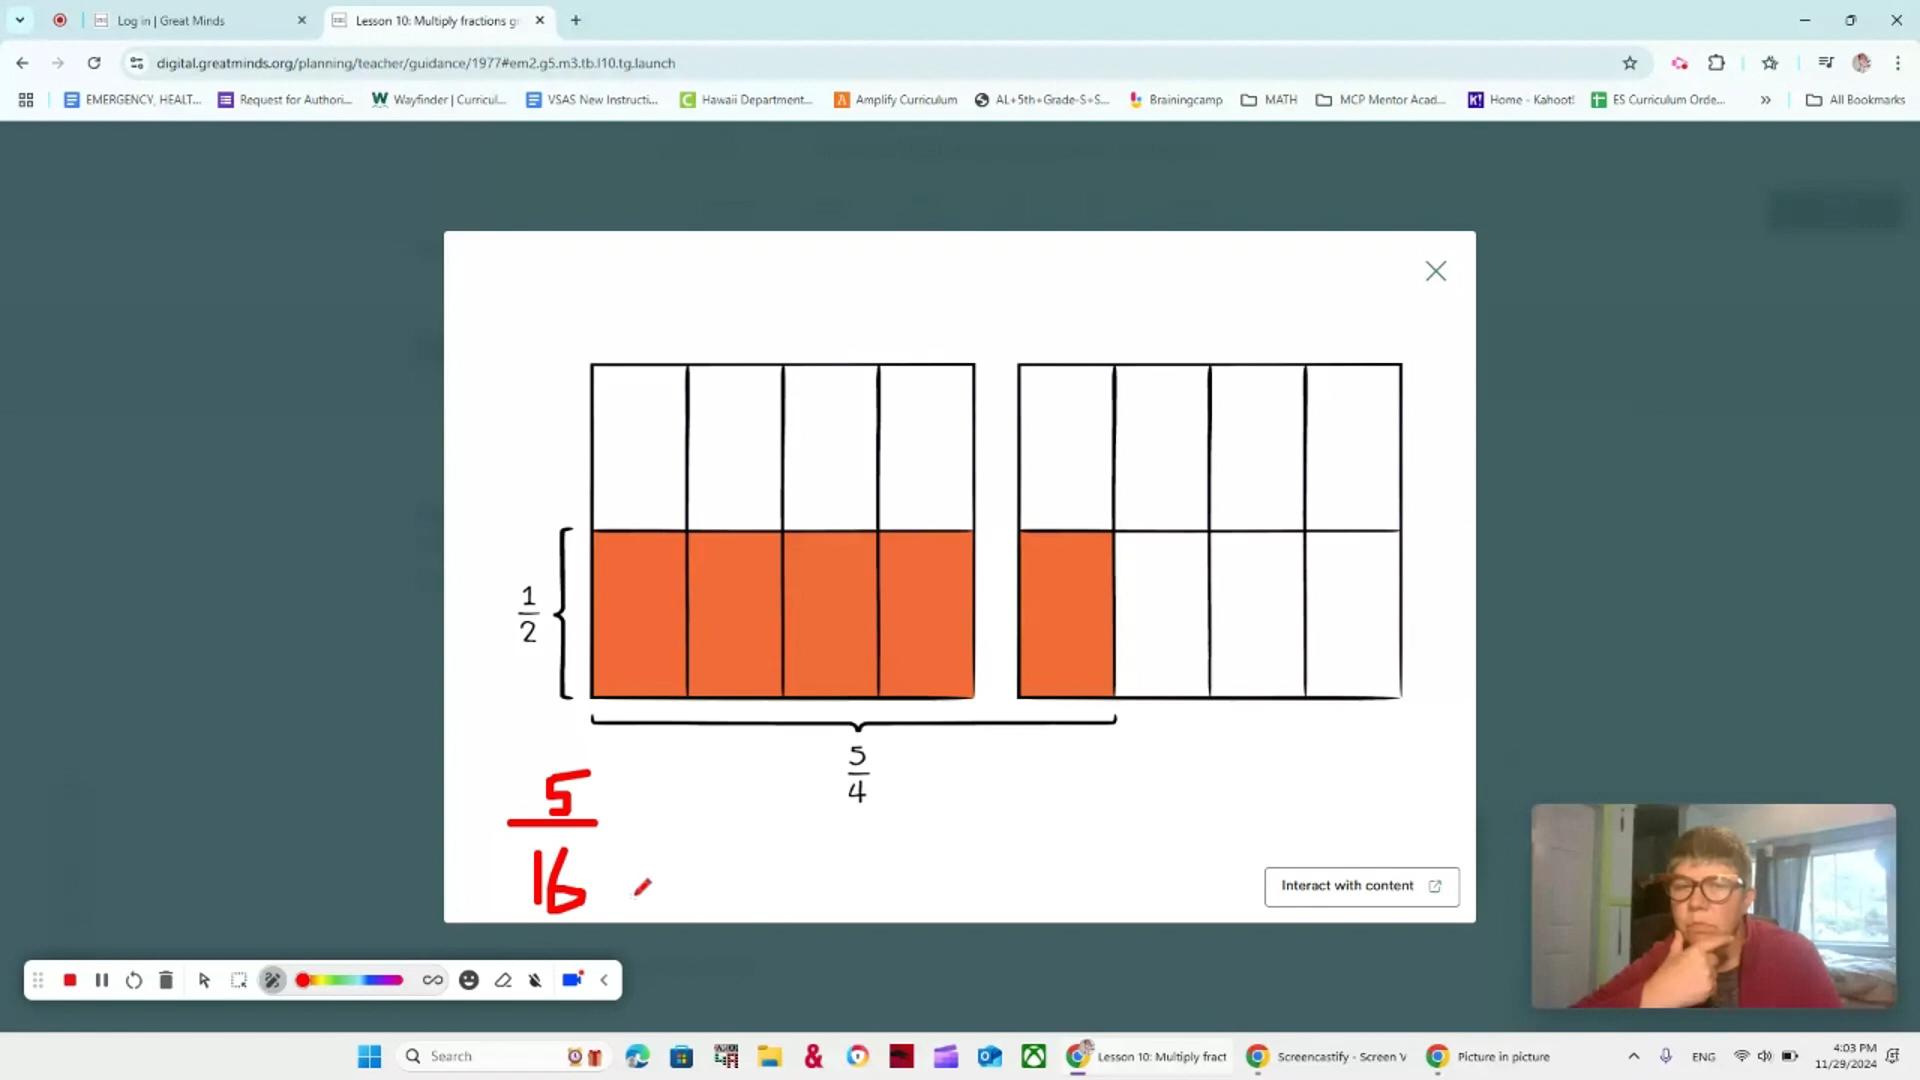 Log in | Great Minds
Lesson 10: Multiply fractions gr
digital.greatminds.org/planning/teacher/guidance/1977#em2.g5.m3.tb.l10.tg.launch
EMERGENCY, HEALT...
Request for Authori...
Wayfinder | Curricul...
VSAS New Instructi...
Hawaii Department...
Amplify Curriculum
AL+5th+Grade-S+S...
Brainingcamp
MATH
MCP Mentor Acad...
Home - Kahoot!
ES Curriculum Orde...
All Bookmarks
1
2
5
4
5
16
Interact with content
Search
Lesson 10: Multiply fract
Screencastify - Screen V
Picture in picture
ENG
4:03 PM
11/29/2024